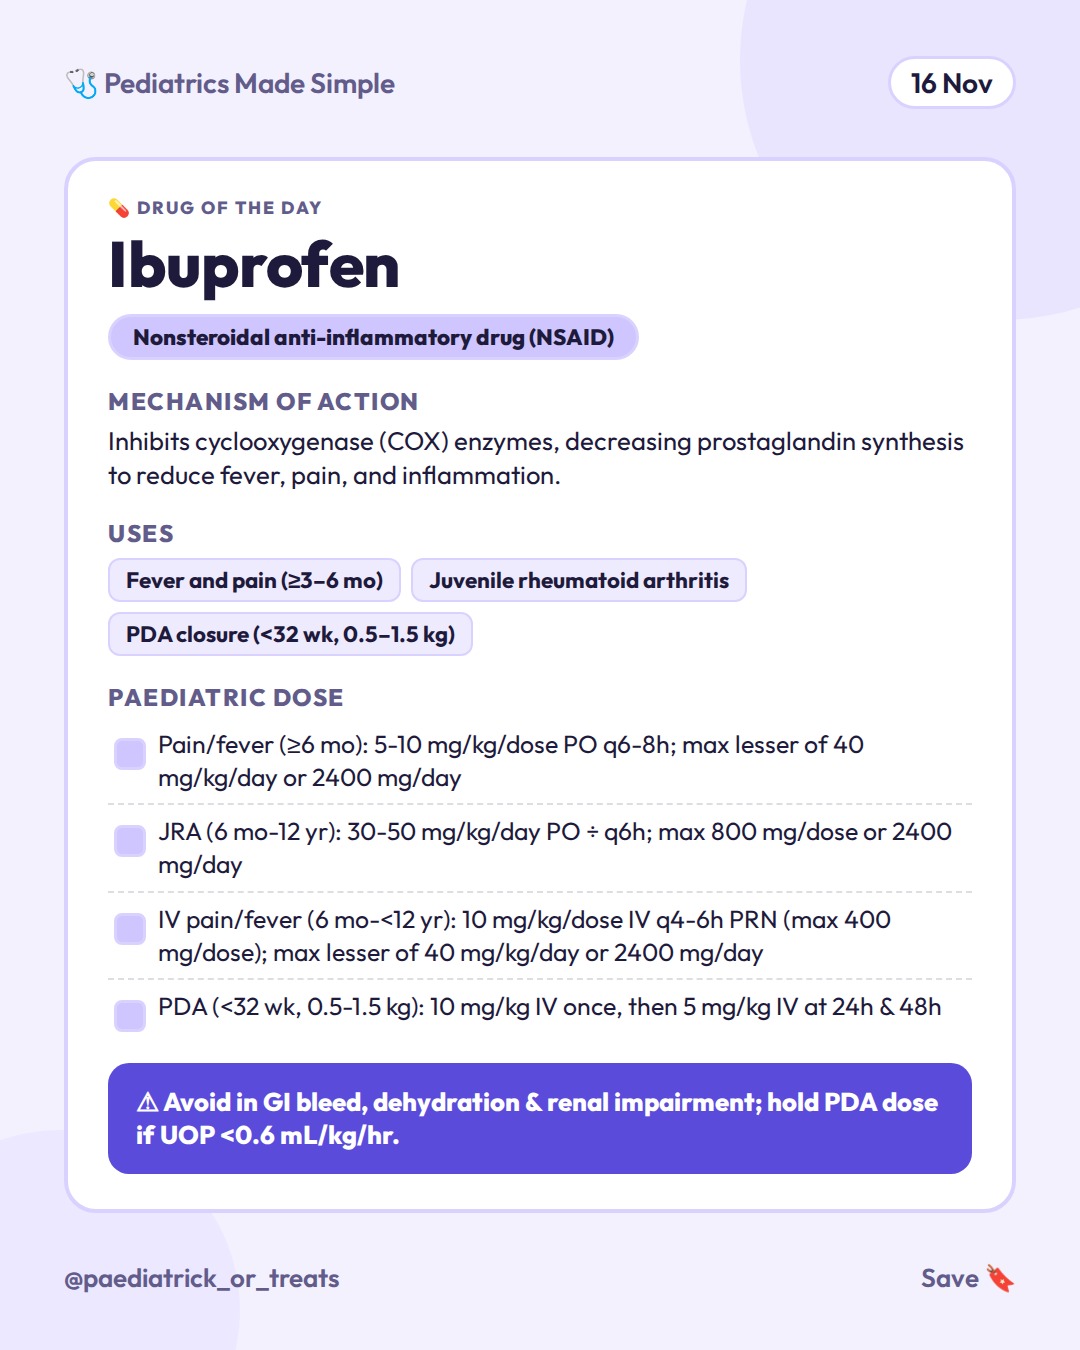 🩺 Pediatrics Made Simple
16 Nov
💊 DRUG OF THE DAY
Ibuprofen
Nonsteroidal anti-inflammatory drug (NSAID)
MECHANISM OF ACTION
Inhibits cyclooxygenase (COX) enzymes, decreasing prostaglandin synthesis
to reduce fever, pain, and inflammation.
USES
Fever and pain (≥3–6 mo)
Juvenile rheumatoid arthritis
PDA closure (<32 wk, 0.5–1.5 kg)
PAEDIATRIC DOSE
Pain/fever (≥6 mo): 5-10 mg/kg/dose PO q6-8h; max lesser of 40
mg/kg/day or 2400 mg/day
JRA (6 mo-12 yr): 30-50 mg/kg/day PO ÷ q6h; max 800 mg/dose or 2400
mg/day
IV pain/fever (6 mo-<12 yr): 10 mg/kg/dose IV q4-6h PRN (max 400
mg/dose); max lesser of 40 mg/kg/day or 2400 mg/day
PDA (<32 wk, 0.5-1.5 kg): 10 mg/kg IV once, then 5 mg/kg IV at 24h & 48h
⚠ Avoid in GI bleed, dehydration & renal impairment; hold PDA dose
if UOP <0.6 mL/kg/hr.
@paediatrick_or_treats
Save 🔖